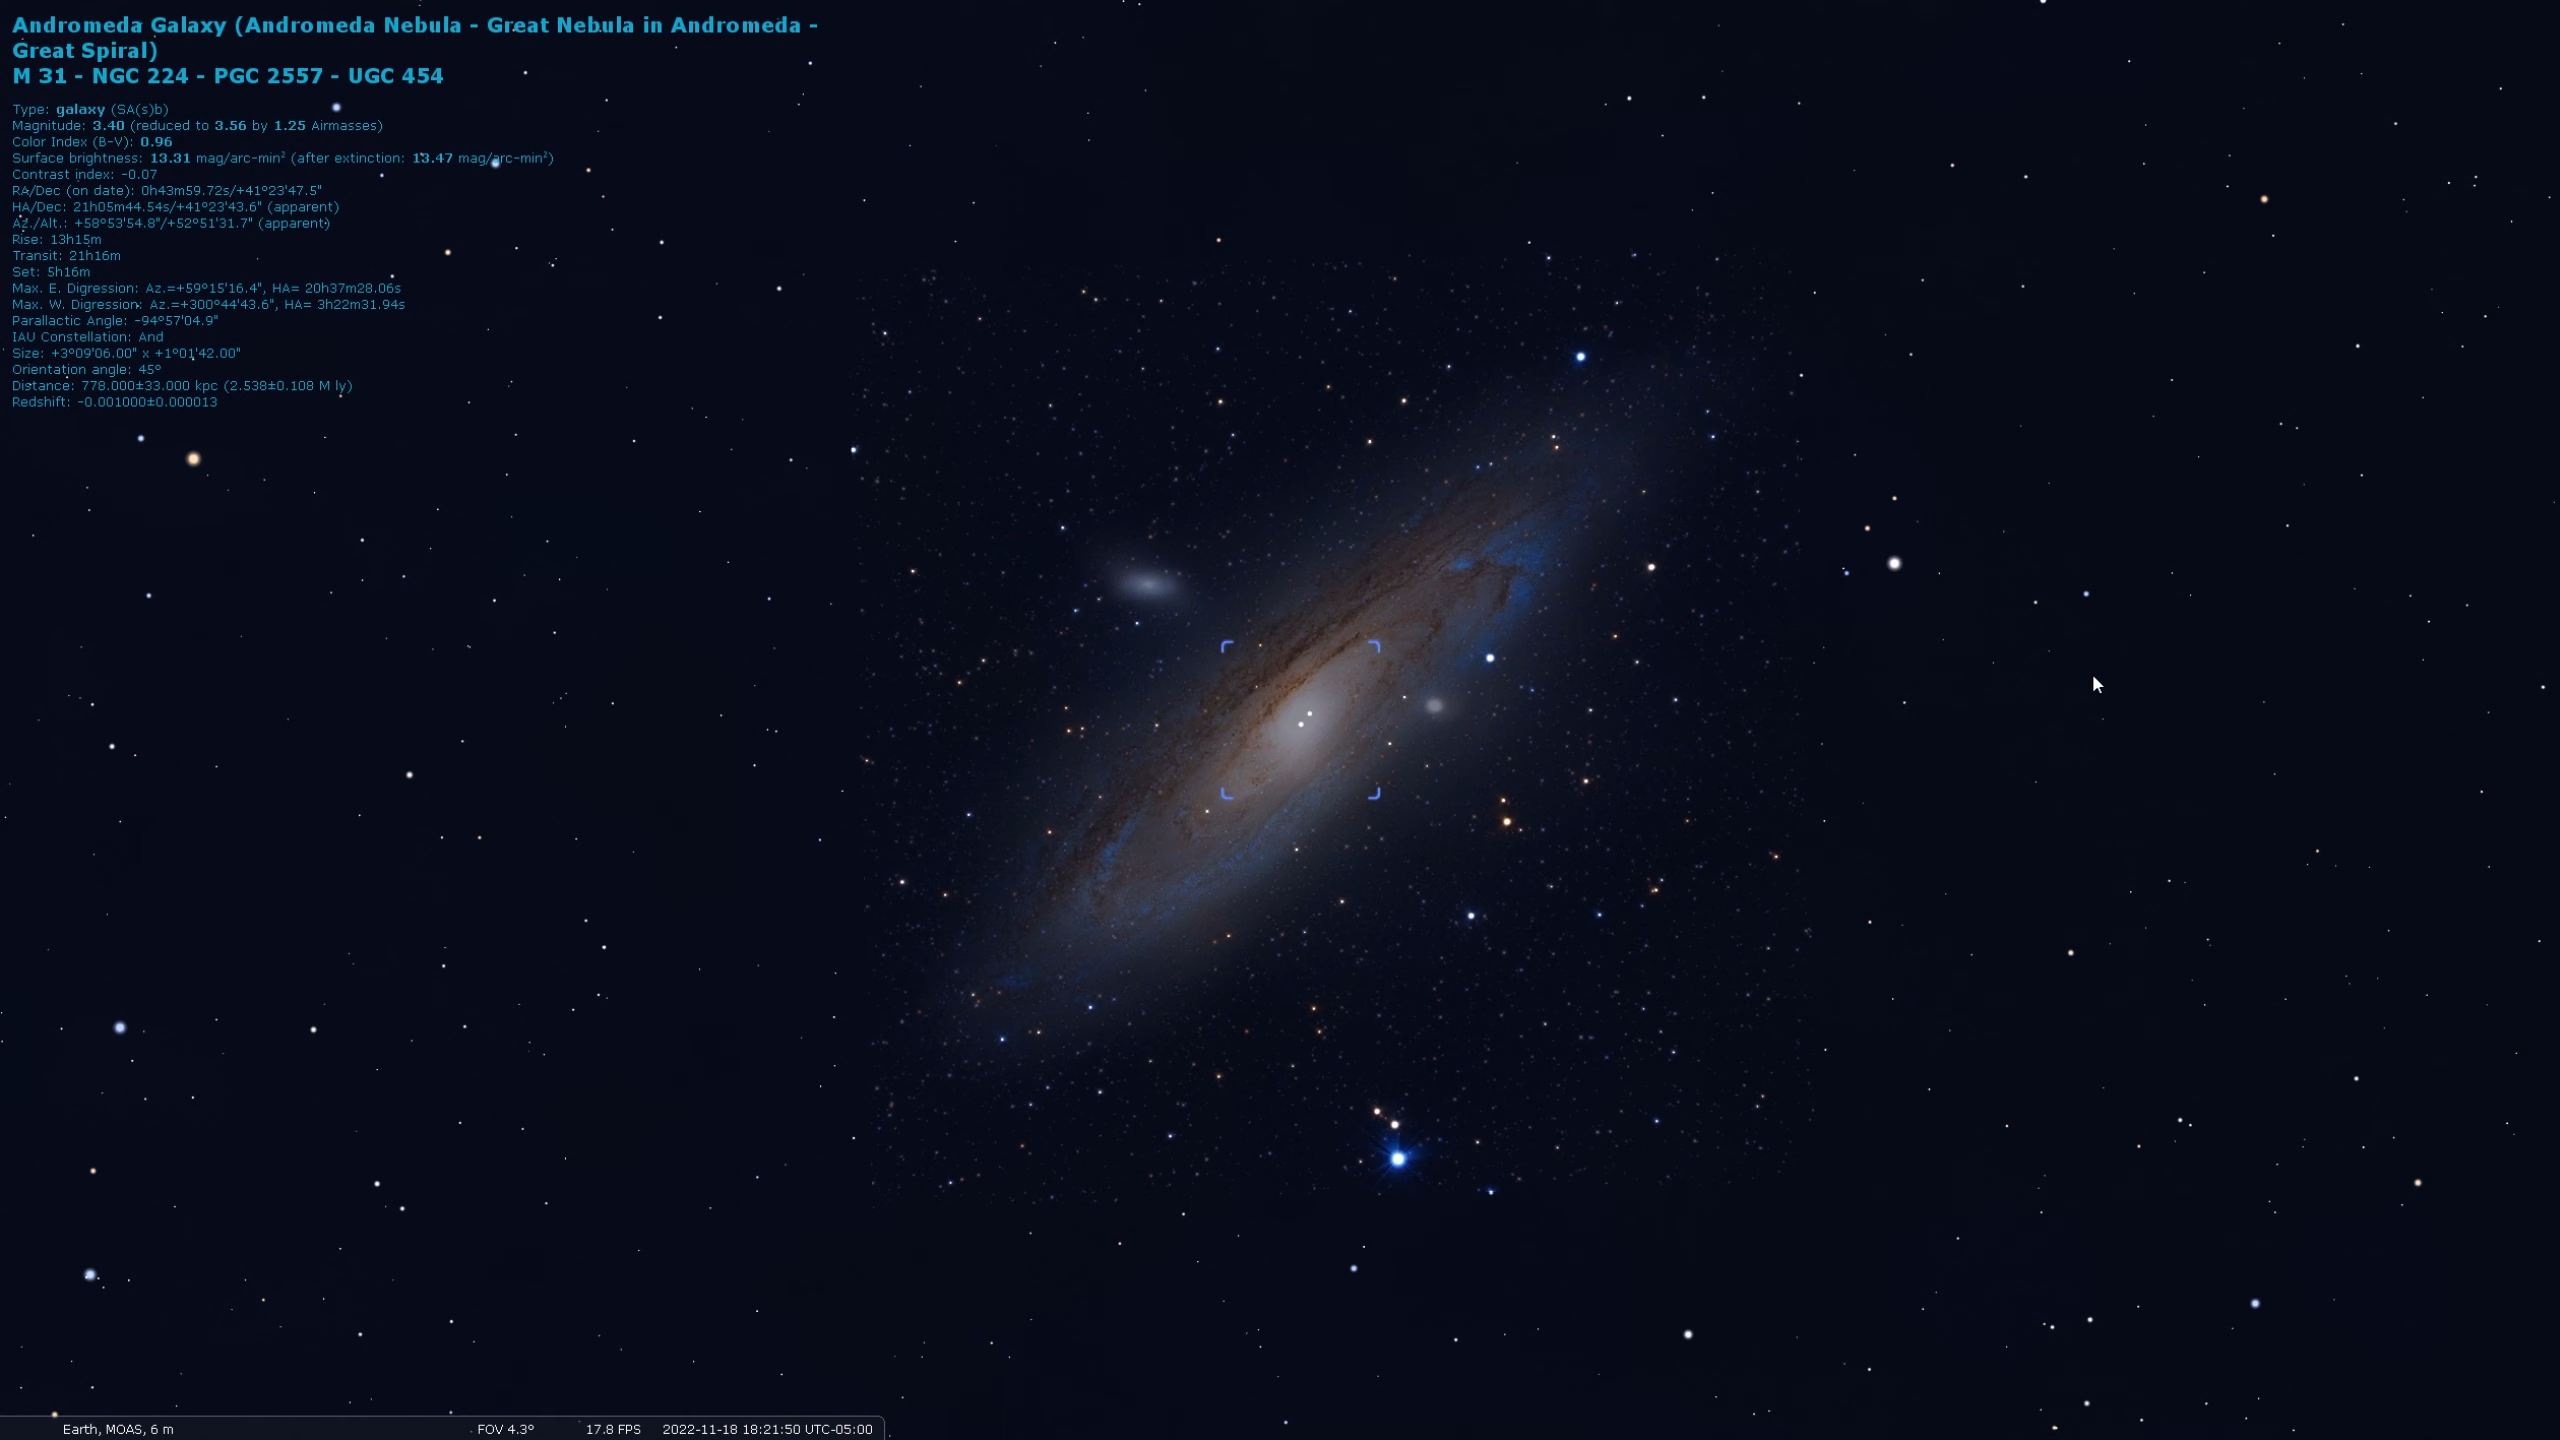 Andromeda Galaxy (Andromeda Nebula - Great Nebula in Andromeda -
Great Spiral)
M 31 - NGC 224 - PGC 2557 - UGC 454
Type: galaxy (SA(s)b)
Magnitude: 3.40 (reduced to 3.56 by 1.25 Airmasses)
Color Index (B-V): 0.96
Surface brightness: 13.31 mag/arc-min² (after extinction: 13.47 mag/arc-min²)
Contrast index: -0.07
RA/Dec (on date): 0h43m59.72s/+41°23'47.5"
HA/Dec: 21h05m44.54s/+41°23'43.6" (apparent)
Az./Alt.: +58°53'54.8"/+52°51'31.7" (apparent)
Rise: 13h15m
Transit: 21h16m
Set: 5h16m
Max. E. Digression: Az.=+59°15'16.4", HA= 20h37m28.06s
Max. W. Digression: Az.=+300°44'43.6", HA= 3h22m31.94s
Parallactic Angle: -94°57'04.9"
IAU Constellation: And
Size: +3°09'06.00" x +1°01'42.00"
Orientation angle: 45°
Distance: 778.000±33.000 kpc (2.538±0.108 M ly)
Redshift: -0.001000±0.000013
Earth, MOAS, 6 m FOV 4.3° 17.8 FPS 2022-11-18 18:21:50 UTC-05:00